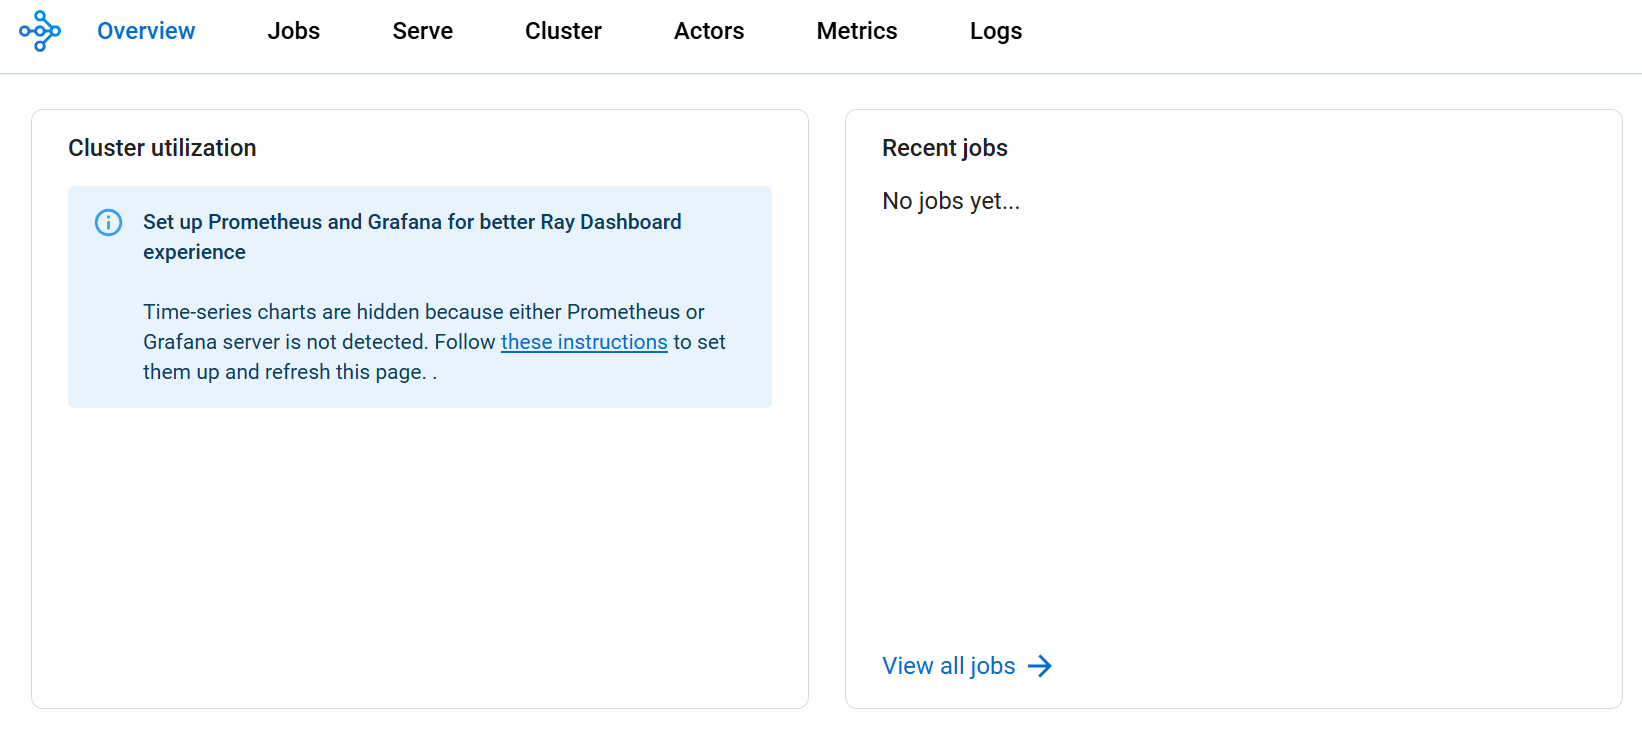 Overview Jobs Serve Cluster Actors Metrics Logs
Cluster utilization
Set up Prometheus and Grafana for better Ray Dashboard
experience
Time-series charts are hidden because either Prometheus or
Grafana server is not detected. Follow these instructions to set
them up and refresh this page. .
Recent jobs
No jobs yet...
View all jobs